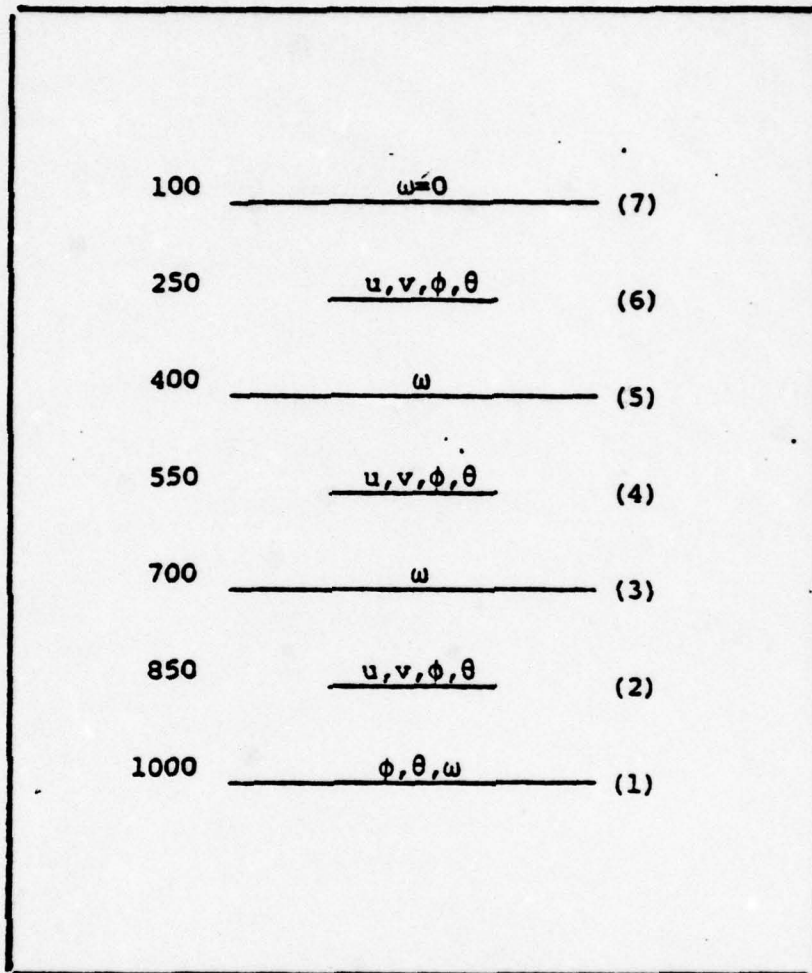 100 ω=0 (7)
250 u,v,ϕ,θ (6)
400 ω (5)
550 u,v,ϕ,θ (4)
700 ω (3)
850 u,v,ϕ,θ (2)
1000 ϕ,θ,ω (1)